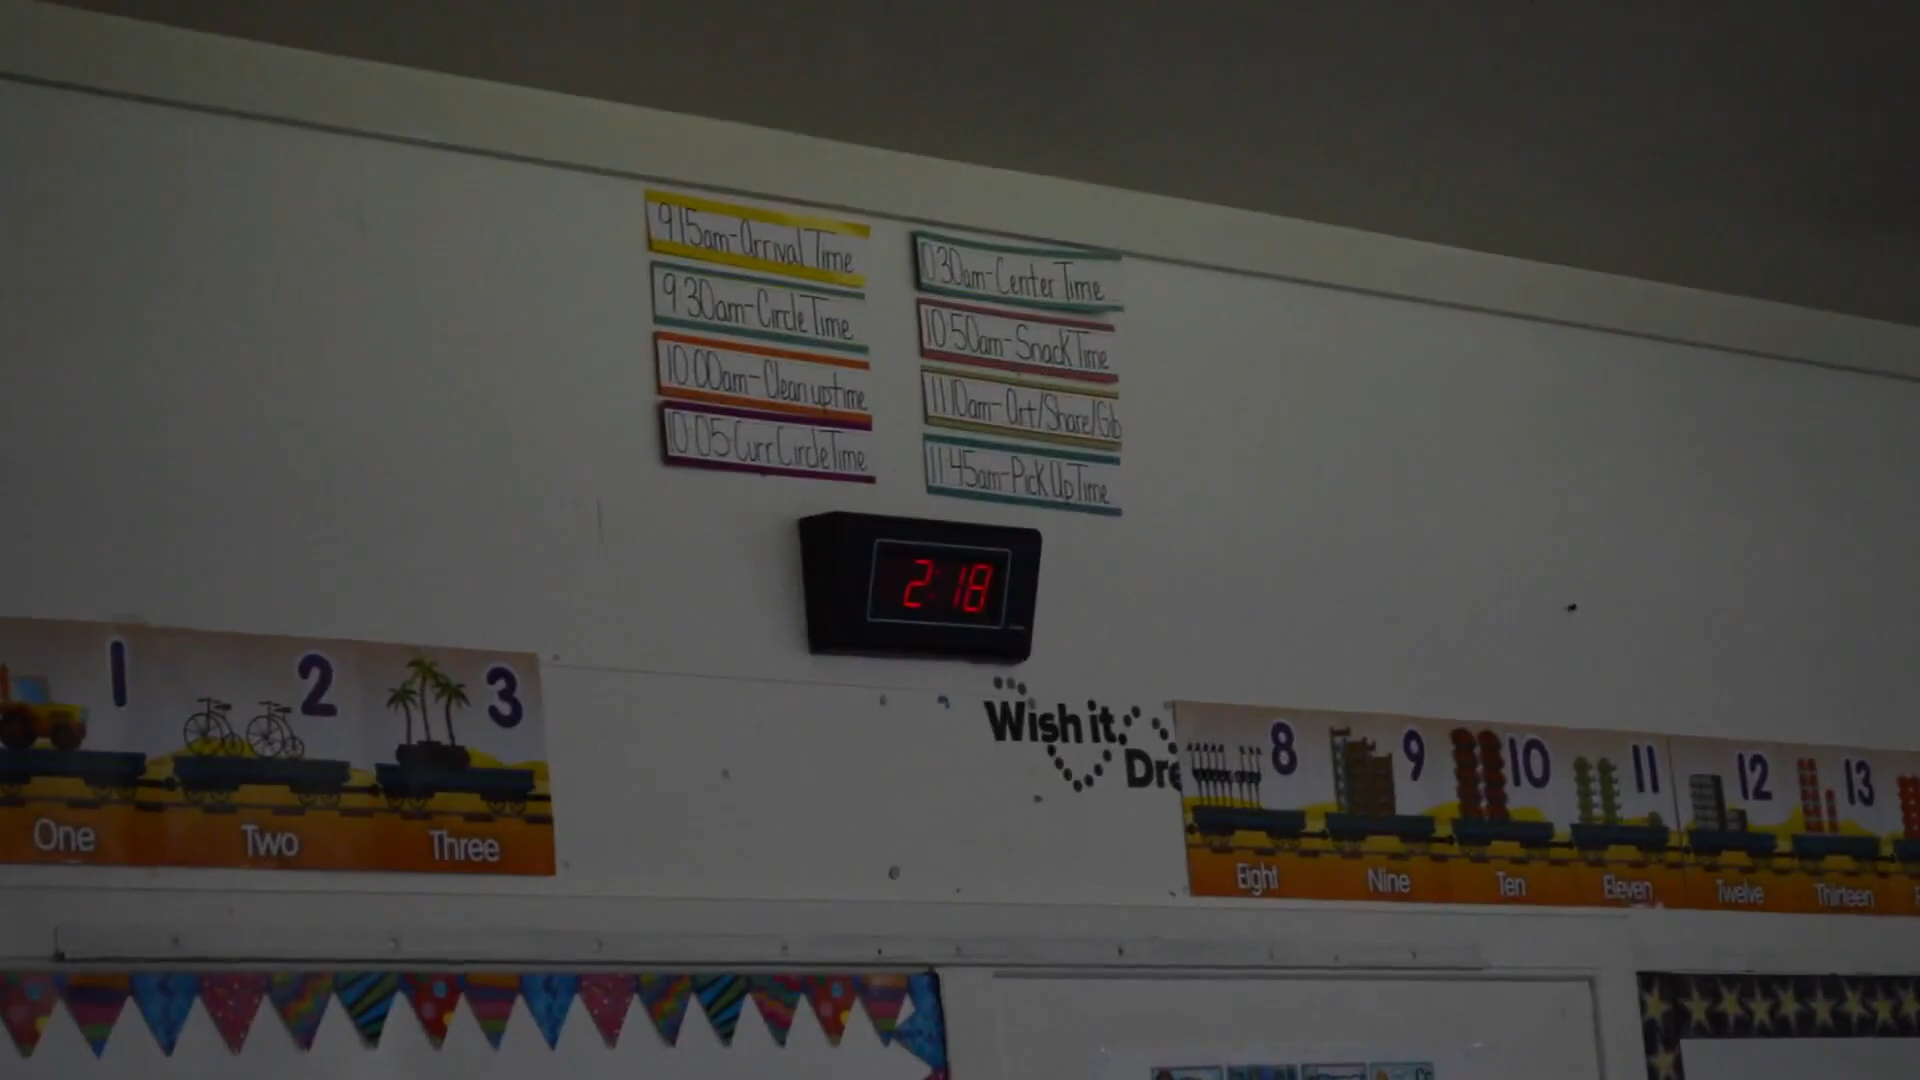 9 15am-Arrival Time
9 30am-Circle Time
10 00am-Clean up time
10:05 Curr Circle Time
0 30am-Center Time
10 50am-Snack Time
11 10am-Art/Share/Gb
11 45am-Pick Up Time
2:18
Wish it.
Dre
1
2
3
One
Two
Three
8
9
10
11
12
13
Eight
Nine
Ten
Eleven
Twelve
Thirteen